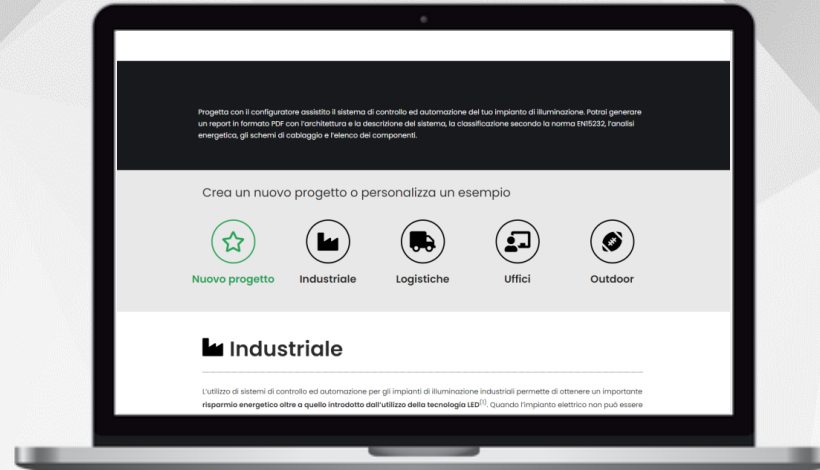 Progetta con il configuratore assistito il sistema di controllo ed automazione del tuo impianto di illuminazione. Potrai generare
un report in formato PDF con l'architettura e la descrizione del sistema, la classificazione secondo la norma EN15232, l'analisi
energetica, gli schemi di cablaggio e l'elenco dei componenti.
Crea un nuovo progetto o personalizza un esempio
Nuovo progetto Industriale Logistiche Uffici Outdoor
Industriale
L'utilizzo di sistemi di controllo ed automazione per gli impianti di illuminazione industriali permette di ottenere un importante
risparmio energetico oltre a quello introdotto dall'utilizzo della tecnologia LED[1]. Quando l'impianto elettrico non può essere